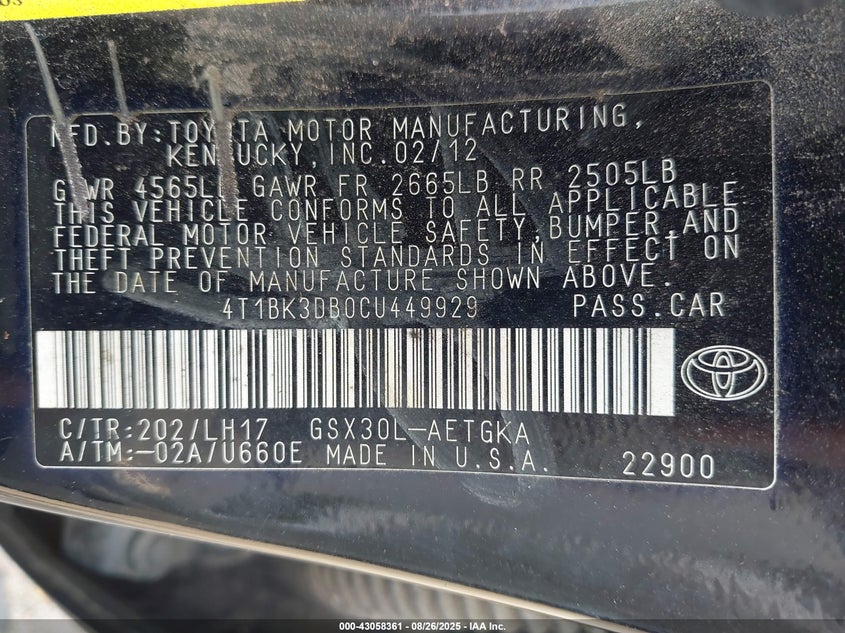 MFD.BY:TOYOTA MOTOR MANUFACTURING,
KENTUCKY, INC. 02/12
GVWR 4565LB GAWR FR 2665LB RR 2505LB
THIS VEHICLE CONFORMS TO ALL APPLICABLE
FEDERAL MOTOR VEHICLE SAFETY, BUMPER, AND
THEFT PREVENTION STANDARDS IN EFFECT ON
THE DATE OF MANUFACTURE SHOWN ABOVE.
4T1BK3DB0CU449929 PASS.CAR
C/TR:202/LH17 GSX30L-AETGKA
A/TM:-02A/U660E MADE IN U.S.A. 22900
000-43058361 - 08/26/2025 - IAA Inc.